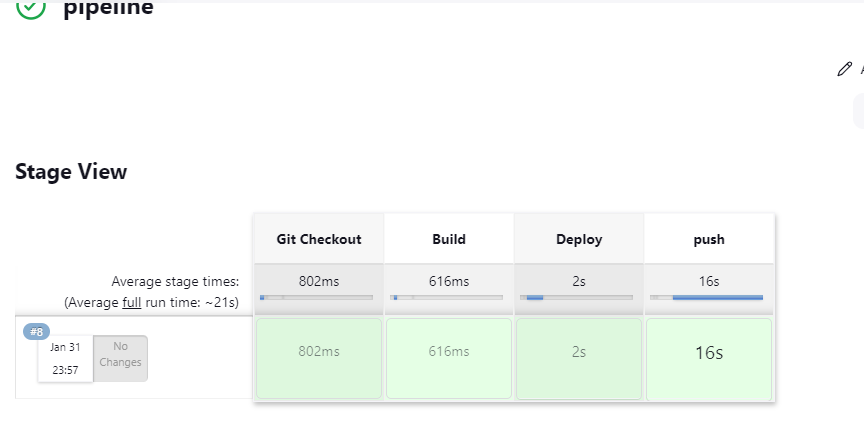 pipeline
Stage View
Git Checkout Build Deploy push
Average stage times: 802ms 616ms 2s 16s
(Average full run time: ~21s)
#8
Jan 31 No
Changes
23:57
802ms 616ms 2s 16s